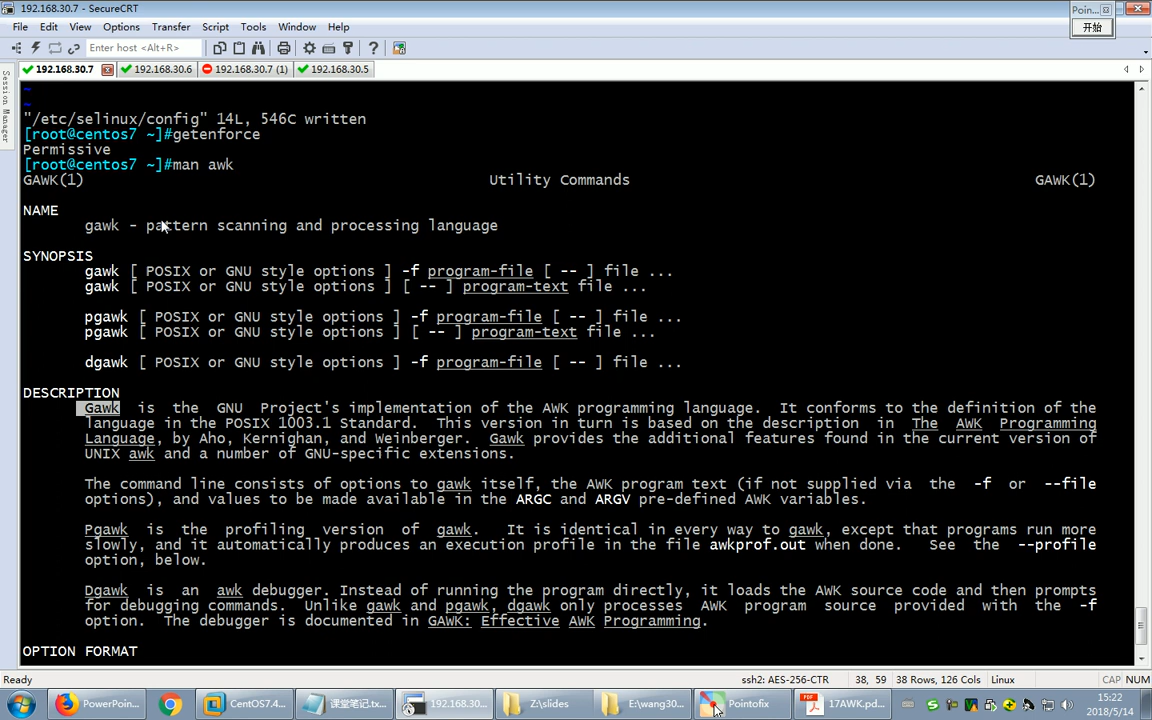 192.168.30.7 - SecureCRT
Poin...
开始
File Edit View Options Transfer Script Tools Window Help
Enter host <Alt+R>
192.168.30.7 192.168.30.6 192.168.30.7 (1) 192.168.30.5
Session Manager
~
~
"/etc/selinux/config" 14L, 546C written
[root@centos7 ~]#getenforce
Permissive
[root@centos7 ~]#man awk
GAWK(1) Utility Commands GAWK(1)
NAME
gawk - pattern scanning and processing language
SYNOPSIS
gawk [ POSIX or GNU style options ] -f program-file [ -- ] file ...
gawk [ POSIX or GNU style options ] [ -- ] program-text file ...
pgawk [ POSIX or GNU style options ] -f program-file [ -- ] file ...
pgawk [ POSIX or GNU style options ] [ -- ] program-text file ...
dgawk [ POSIX or GNU style options ] -f program-file [ -- ] file ...
DESCRIPTION
Gawk is the GNU Project's implementation of the AWK programming language. It conforms to the definition of the
language in the POSIX 1003.1 Standard. This version in turn is based on the description in The AWK Programming
Language, by Aho, Kernighan, and Weinberger. Gawk provides the additional features found in the current version of
UNIX awk and a number of GNU-specific extensions.
The command line consists of options to gawk itself, the AWK program text (if not supplied via the -f or --file
options), and values to be made available in the ARGC and ARGV pre-defined AWK variables.
Pgawk is the profiling version of gawk. It is identical in every way to gawk, except that programs run more
slowly, and it automatically produces an execution profile in the file awkprof.out when done. See the --profile
option, below.
Dgawk is an awk debugger. Instead of running the program directly, it loads the AWK source code and then prompts
for debugging commands. Unlike gawk and pgawk, dgawk only processes AWK program source provided with the -f
option. The debugger is documented in GAWK: Effective AWK Programming.
OPTION FORMAT
Ready ssh2: AES-256-CTR 38, 59 38 Rows, 126 Cols Linux CAP NUM
PowerPoin... CentOS7.4... 课堂笔记.tx... 192.168.30... Z:\slides E:\wang30... Pointofix 17AWK.pd...
15:22
2018/5/14